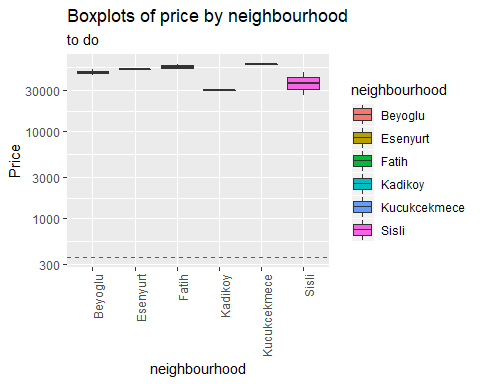 Boxplots of price by neighbourhood
to do
30000
10000
3000
1000
300
Price
Beyoglu
Esenyurt
Fatih
Kadikoy
Kucukcekmece
Sisli
neighbourhood
neighbourhood
Beyoglu
Esenyurt
Fatih
Kadikoy
Kucukcekmece
Sisli